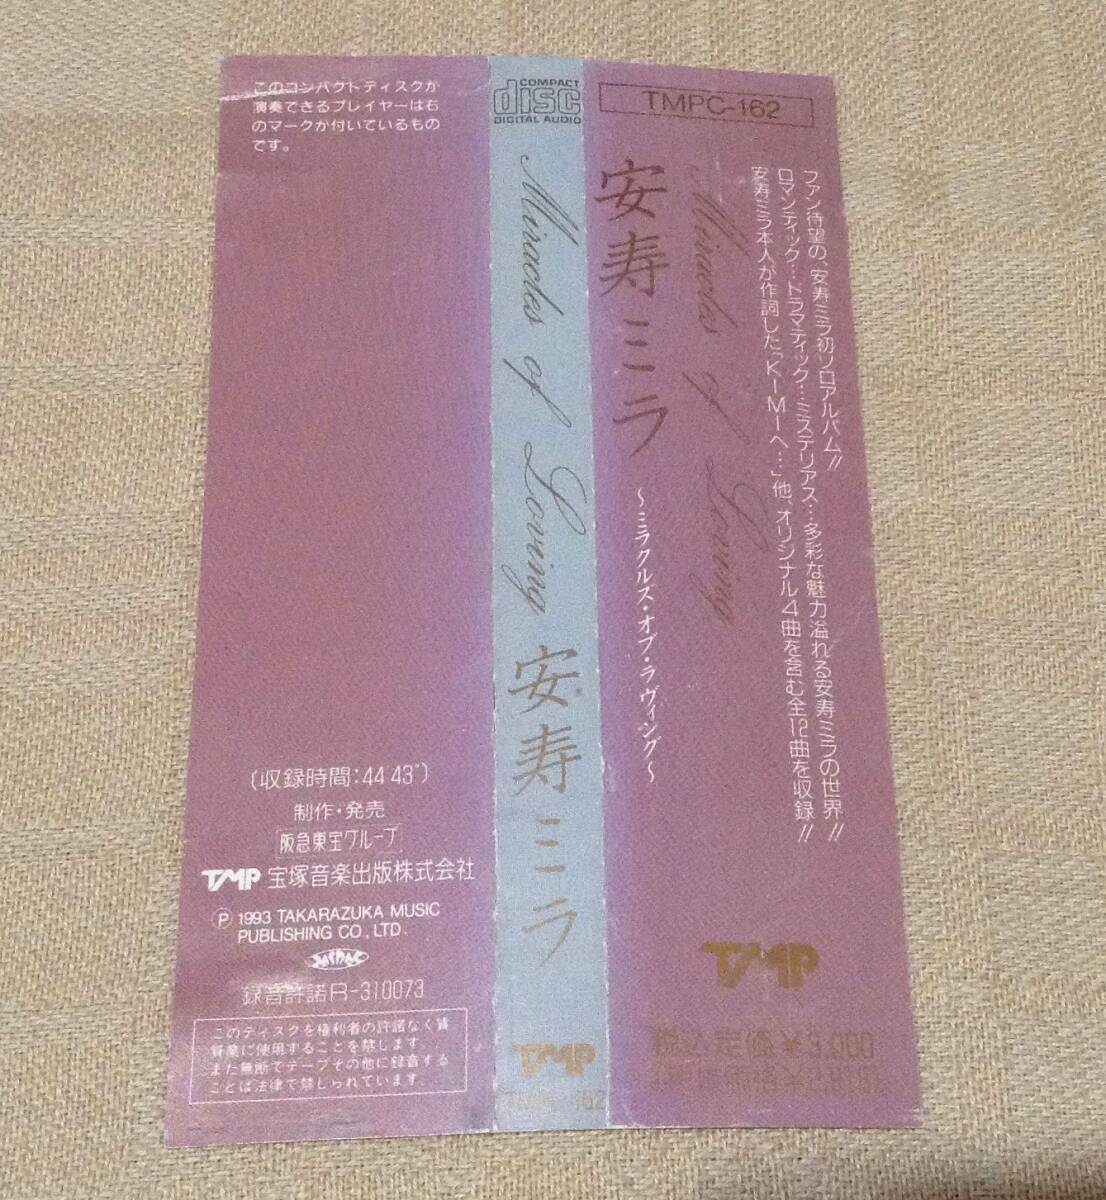 このコンパクトディスクが
演奏できるプレイヤーは右
のマークが付いているもの
です。
(収録時間:44'43")
制作・発売
阪急東宝グループ
TMP 宝塚音楽出版株式会社
Ⓟ 1993 TAKARAZUKA MUSIC
PUBLISHING CO., LTD.
録音許諾R-310073
このディスクを権利者の許諾なく賃
貸業に使用することを禁じます。
また無断でテープその他に録音する
ことは法律で禁じられています。
COMPACT
disc
DIGITAL AUDIO
Miracles of Loving 安寿ミラ
TMP
TMPC-162
TMPC-162
安寿ミラ
〜ミラクルス・オブ・ラヴィング〜
Miracles of Loving
ファン待望の、安寿ミラ初ソロアルバム!!
ロマンティック…ドラマティック…ミステリアス…多彩な魅力溢れる安寿ミラの世界!!
安寿ミラ本人が作詞した「KIMIへ…」他、オリジナル4曲を含む全12曲を収録!!
TMP
税込定価¥3,000